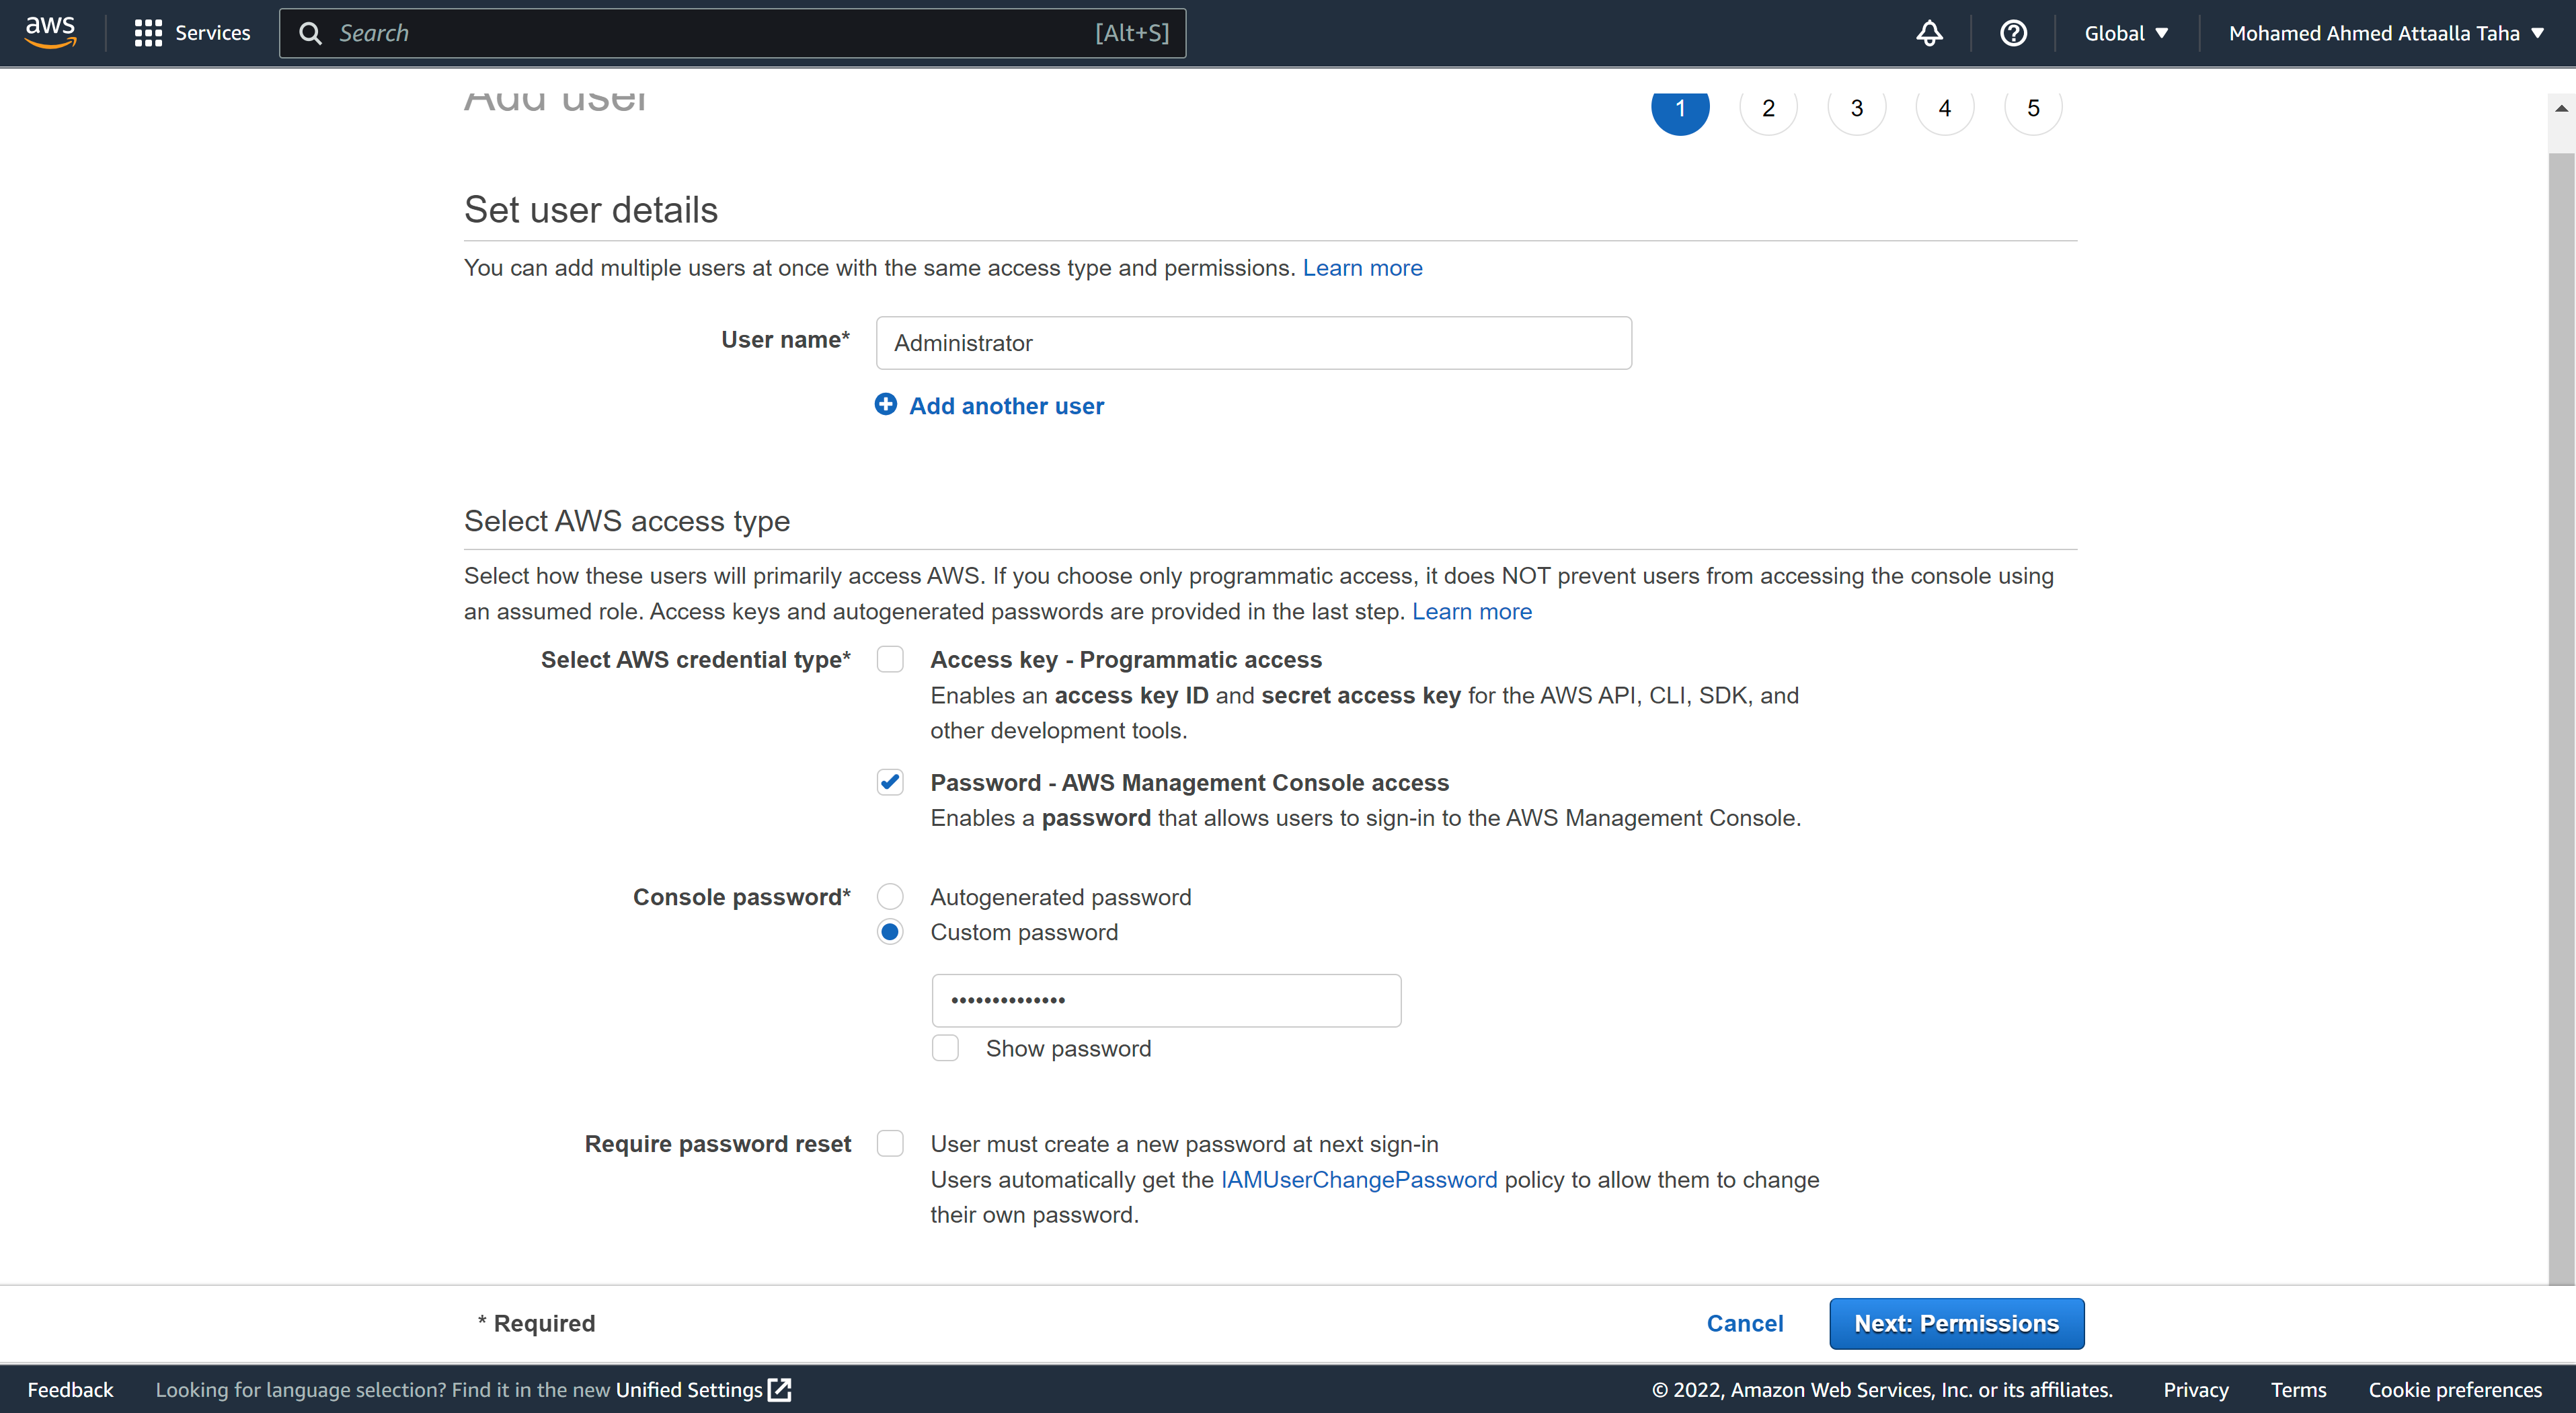 aws
Services
Search
[Alt+S]
Global
Mohamed Ahmed Attaalla Taha
Add user
1
2
3
4
5
Set user details
You can add multiple users at once with the same access type and permissions. Learn more
User name*
Administrator
Add another user
Select AWS access type
Select how these users will primarily access AWS. If you choose only programmatic access, it does NOT prevent users from accessing the console using
an assumed role. Access keys and autogenerated passwords are provided in the last step. Learn more
Select AWS credential type*
Access key - Programmatic access
Enables an access key ID and secret access key for the AWS API, CLI, SDK, and
other development tools.
Password - AWS Management Console access
Enables a password that allows users to sign-in to the AWS Management Console.
Console password*
Autogenerated password
Custom password
••••••••••••••
Show password
Require password reset
User must create a new password at next sign-in
Users automatically get the IAMUserChangePassword policy to allow them to change
their own password.
* Required
Cancel
Next: Permissions
Feedback
Looking for language selection? Find it in the new Unified Settings
© 2022, Amazon Web Services, Inc. or its affiliates.
Privacy
Terms
Cookie preferences